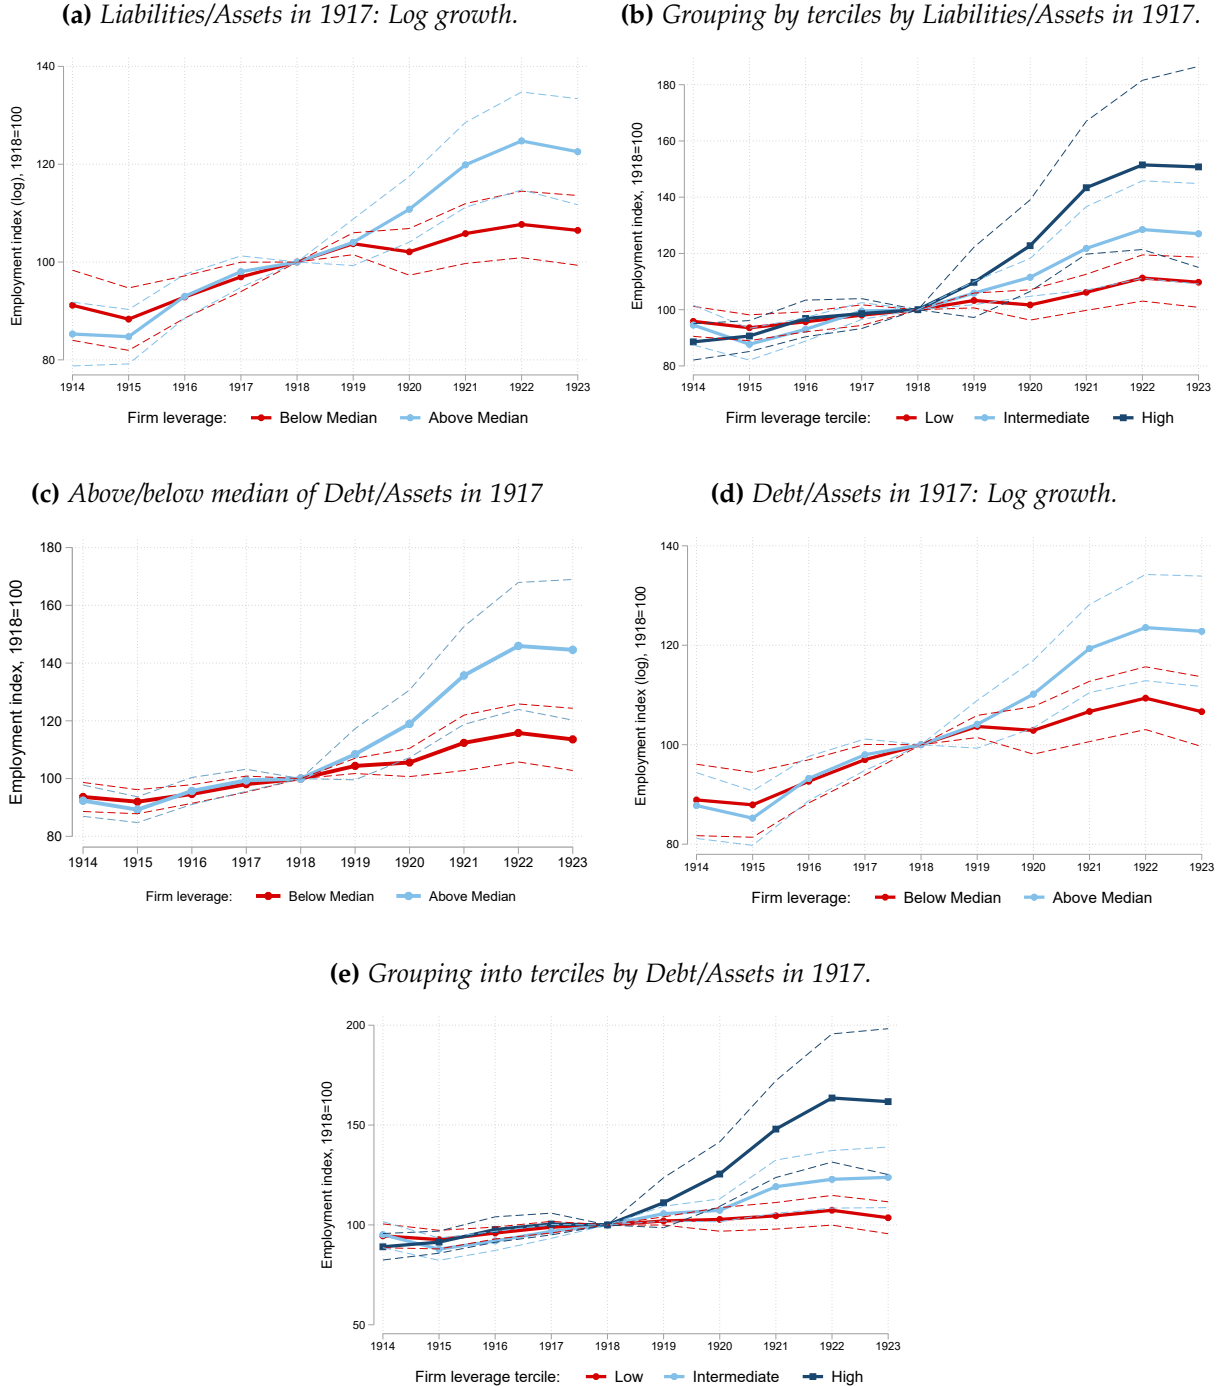 (a) Liabilities/Assets in 1917: Log growth.
Employment index (log), 1918=100
140
120
100
80
1914 1915 1916 1917 1918 1919 1920 1921 1922 1923
Firm leverage: Below Median Above Median
(b) Grouping by terciles by Liabilities/Assets in 1917.
Employment index, 1918=100
180
160
140
120
100
80
1914 1915 1916 1917 1918 1919 1920 1921 1922 1923
Firm leverage tercile: Low Intermediate High
(c) Above/below median of Debt/Assets in 1917
Employment index, 1918=100
180
160
140
120
100
80
1914 1915 1916 1917 1918 1919 1920 1921 1922 1923
Firm leverage: Below Median Above Median
(d) Debt/Assets in 1917: Log growth.
Employment index (log), 1918=100
140
120
100
80
1914 1915 1916 1917 1918 1919 1920 1921 1922 1923
Firm leverage: Below Median Above Median
(e) Grouping into terciles by Debt/Assets in 1917.
Employment index, 1918=100
200
150
100
50
1914 1915 1916 1917 1918 1919 1920 1921 1922 1923
Firm leverage tercile: Low Intermediate High